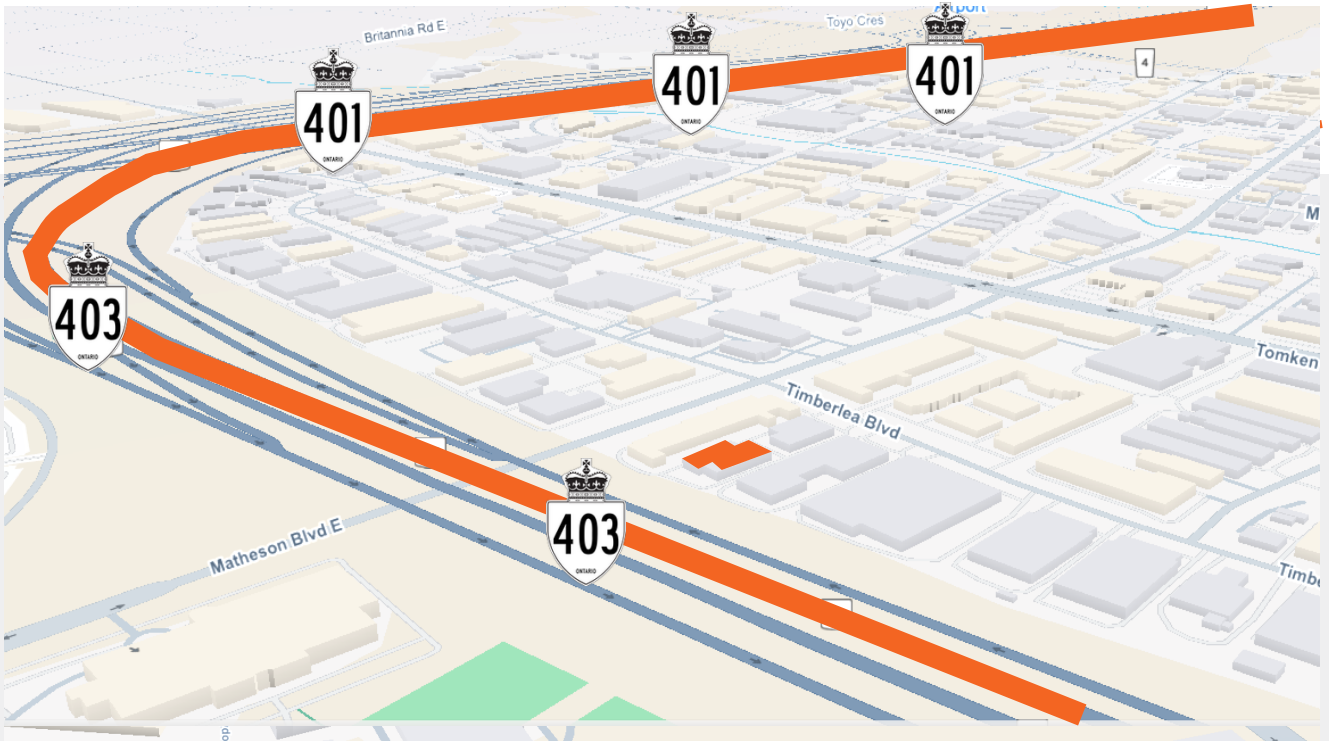 Airport
Toyo Cres
Britannia Rd E
401
ONTARIO
401
ONTARIO
401
ONTARIO
4
M
403
ONTARIO
Tomken
Timberlea Blvd
403
ONTARIO
Matheson Blvd E
Timbe